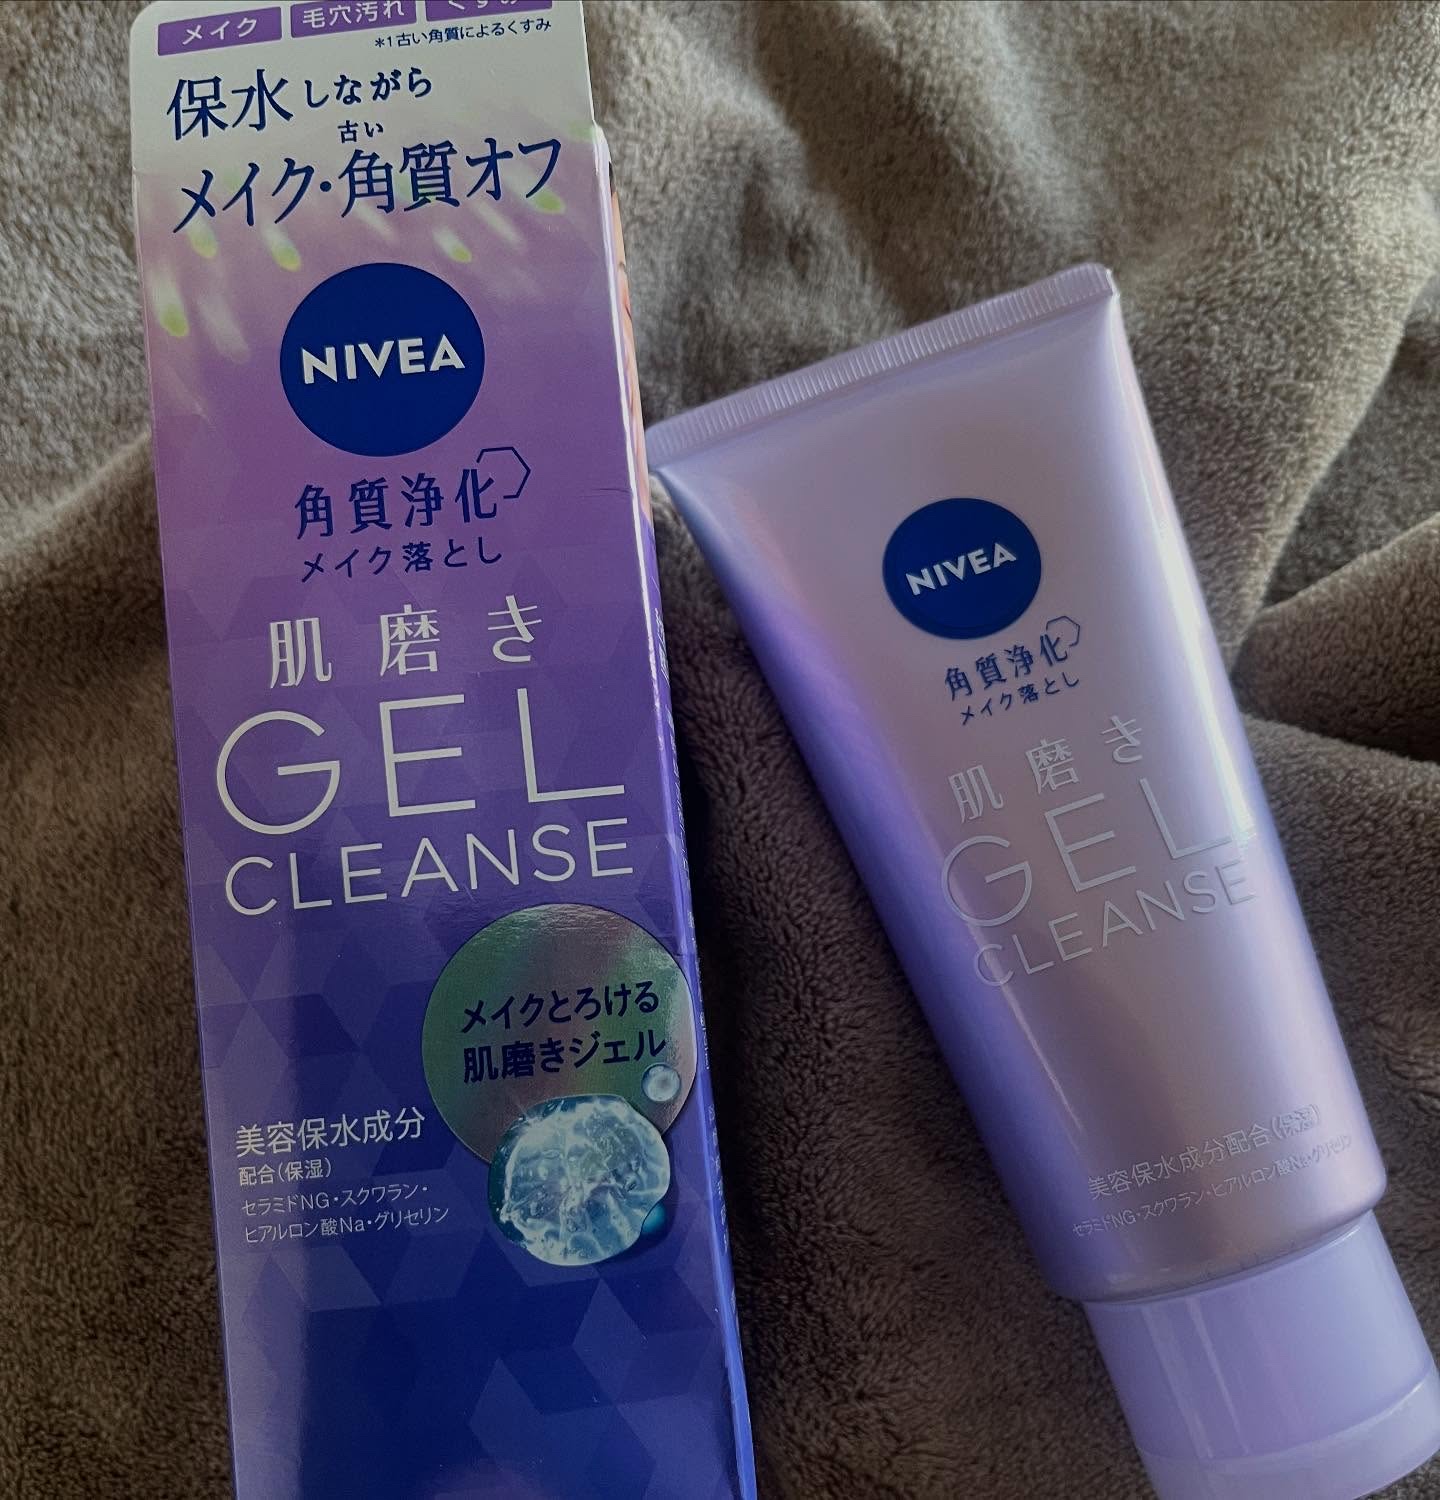 メイク
毛穴汚れ
くすみ
*1古い角質によるくすみ
保水しながら
古い
メイク・角質オフ
NIVEA
角質浄化
メイク落とし
肌磨き
GEL
CLEANSE
メイクとろける
肌磨きジェル
美容保水成分
配合(保湿)
セラミドNG・スクワラン・
ヒアルロン酸Na・グリセリン
NIVEA
角質浄化
メイク落とし
肌磨き
GEL
CLEANSE
美容保水成分配合(保湿)
セラミドNG・スクワラン・ヒアルロン酸Na・グリセリン